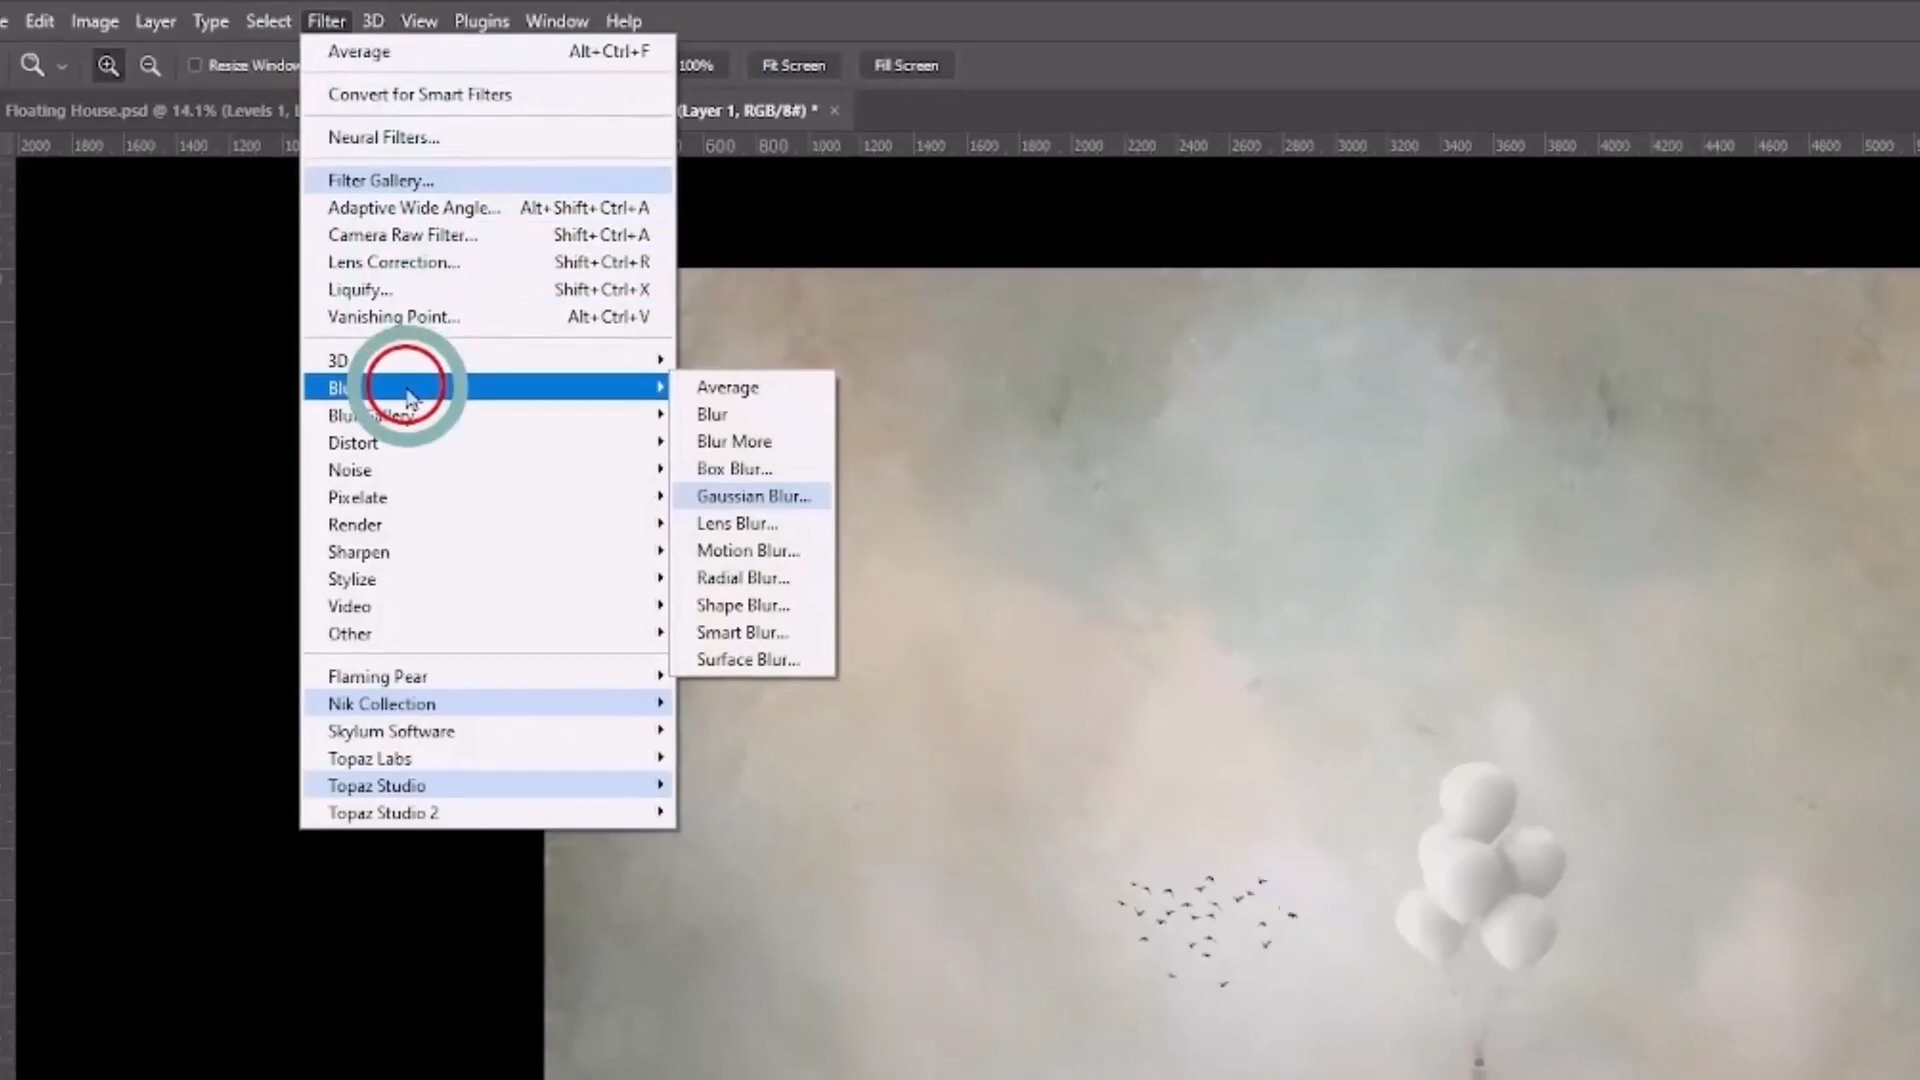 Edit Image Layer Type Select Filter 3D View Plugins Window Help
Resize Window 100% Fit Screen Fill Screen
Floating House.psd @ 14.1% (Levels 1, (Layer 1, RGB/8#) * ×
2000 1800 1600 1400 1200 600 800 1000 1200 1400 1600 1800 2000 2200 2400 2600 2800 3000 3200 3400 3600 3800 4000 4200 4400 4600 4800 5000
Average Alt+Ctrl+F
Convert for Smart Filters
Neural Filters...
Filter Gallery...
Adaptive Wide Angle... Alt+Shift+Ctrl+A
Camera Raw Filter... Shift+Ctrl+A
Lens Correction... Shift+Ctrl+R
Liquify... Shift+Ctrl+X
Vanishing Point... Alt+Ctrl+V
3D
Blur
Blur Gallery
Distort
Noise
Pixelate
Render
Sharpen
Stylize
Video
Other
Flaming Pear
Nik Collection
Skylum Software
Topaz Labs
Topaz Studio
Topaz Studio 2
Average
Blur
Blur More
Box Blur...
Gaussian Blur...
Lens Blur...
Motion Blur...
Radial Blur...
Shape Blur...
Smart Blur...
Surface Blur...